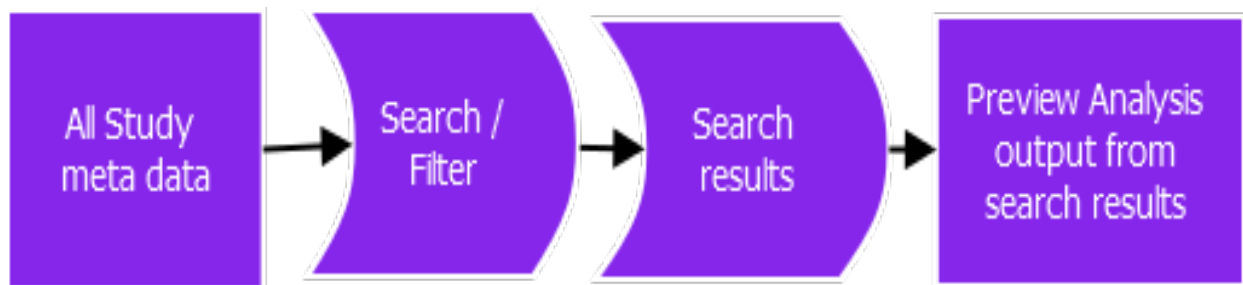 All Study
meta data
Search /
Filter
Search
results
Preview Analysis
output from
search results